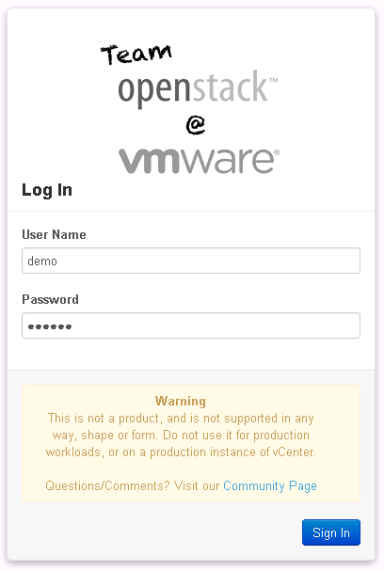 Team
openstack™
@
vmware®
Log In
User Name
demo
Password
••••••
Warning
This is not a product, and is not supported in any
way, shape or form. Do not use it for production
workloads, or on a production instance of vCenter.
Questions/Comments? Visit our Community Page
Sign In